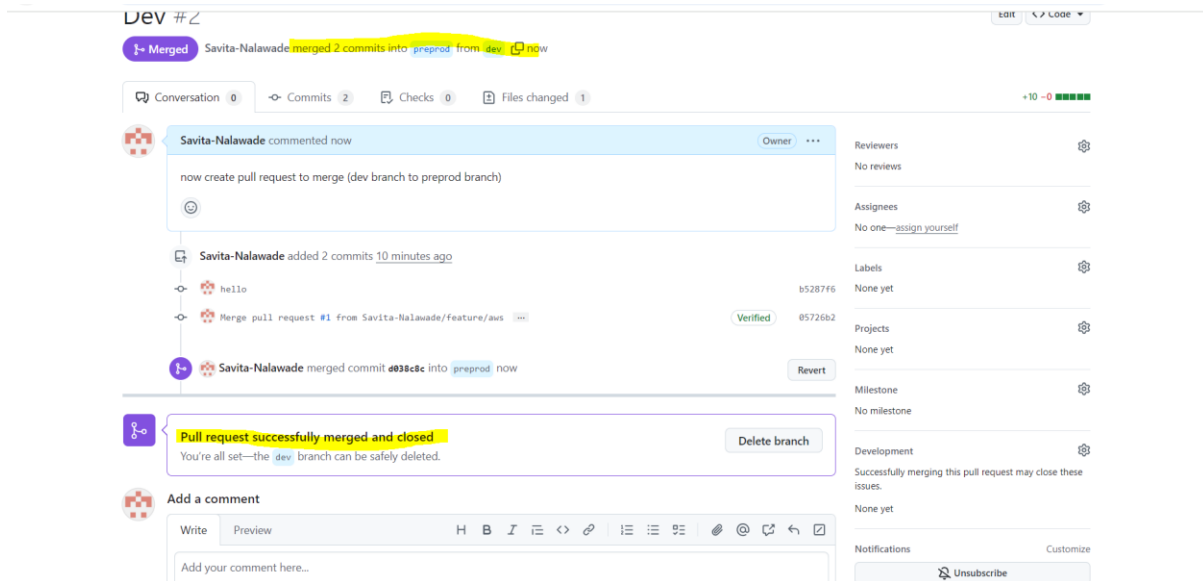 Dev #2
Edit <> Code
Merged Savita-Nalawade merged 2 commits into preprod from dev now
Conversation 0 Commits 2 Checks 0 Files changed 1 +10 −0
Savita-Nalawade commented now Owner ...
now create pull request to merge (dev branch to preprod branch)
Savita-Nalawade added 2 commits 10 minutes ago
hello b5287f6
Merge pull request #1 from Savita-Nalawade/feature/aws ... Verified 05726b2
Savita-Nalawade merged commit d038c8c into preprod now Revert
Pull request successfully merged and closed
You're all set—the dev branch can be safely deleted.
Delete branch
Add a comment
Write Preview H B I
Add your comment here...
Reviewers
No reviews
Assignees
No one—assign yourself
Labels
None yet
Projects
None yet
Milestone
No milestone
Development
Successfully merging this pull request may close these
issues.
None yet
Notifications Customize
Unsubscribe